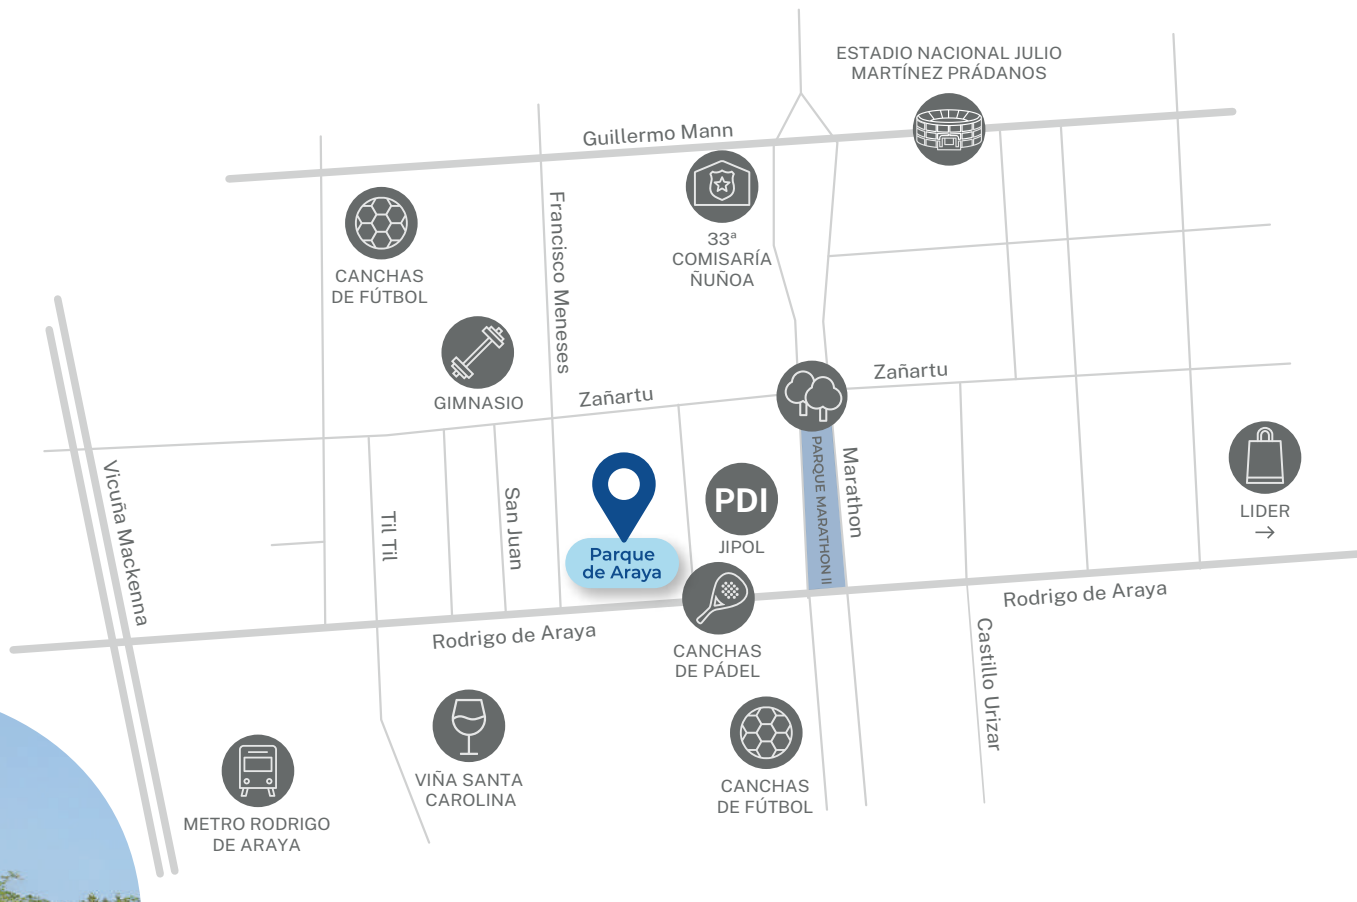 ESTADIO NACIONAL JULIO
MARTÍNEZ PRÁDANOS
Guillermo Mann
Francisco Meneses
33ª
COMISARÍA
ÑUÑOA
CANCHAS
DE FÚTBOL
GIMNASIO
Zañartu
Zañartu
Vicuña Mackenna
Til Til
San Juan
Parque
de Araya
PDI
JIPOL
PARQUE MARATHON II
Marathon
LIDER
→
Rodrigo de Araya
Rodrigo de Araya
CANCHAS
DE PÁDEL
Castillo Urizar
VIÑA SANTA
CAROLINA
CANCHAS
DE FÚTBOL
METRO RODRIGO
DE ARAYA